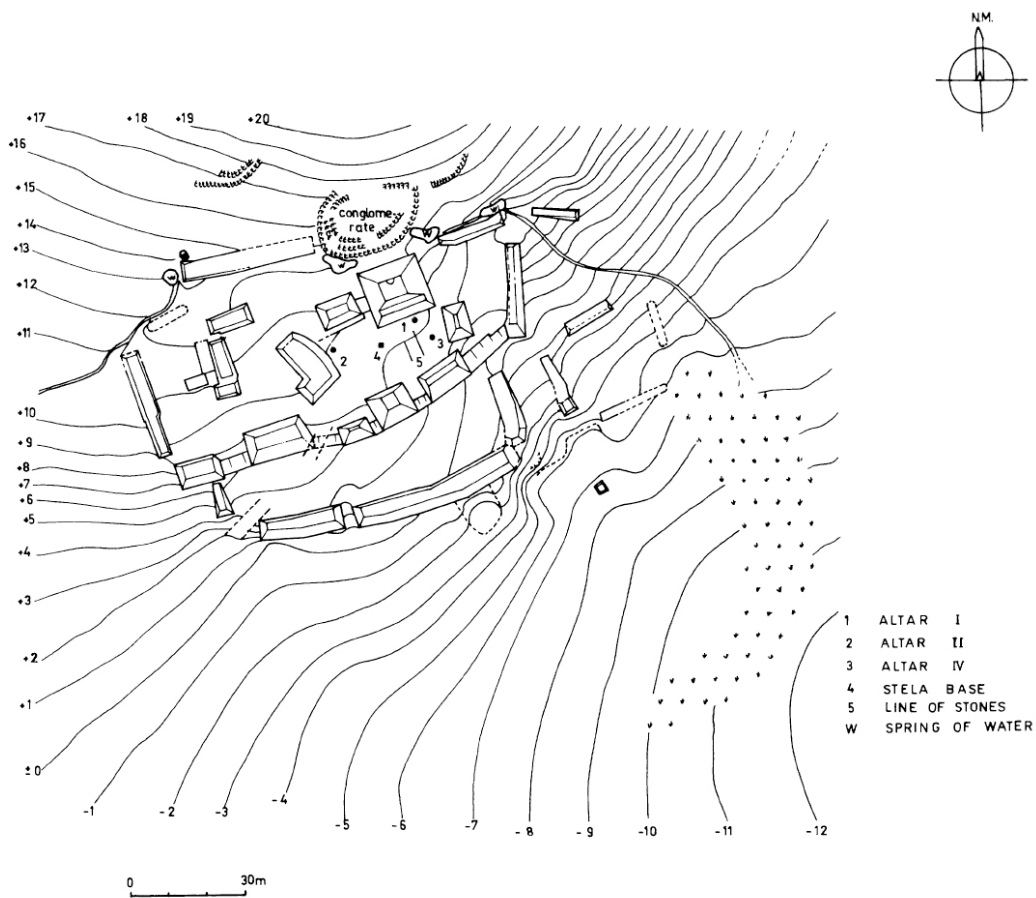 N.M.
+17 +18 +19 +20
+16
+15
+14
+13
+12
+11
+10
+9
+8
+7
+6
+5
+4
+3
+2
+1
±0
-1 -2 -3 -4 -5 -6 -7 -8 -9 -10 -11 -12
conglome
rate
W
W
W
W
1
2
3
4
5
1 ALTAR I
2 ALTAR II
3 ALTAR IV
4 STELA BASE
5 LINE OF STONES
W SPRING OF WATER
0 30m